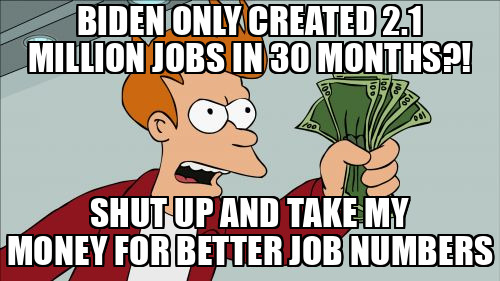 BIDEN ONLY CREATED 2.1
MILLION JOBS IN 30 MONTHS?!
SHUT UP AND TAKE MY
MONEY FOR BETTER JOB NUMBERS